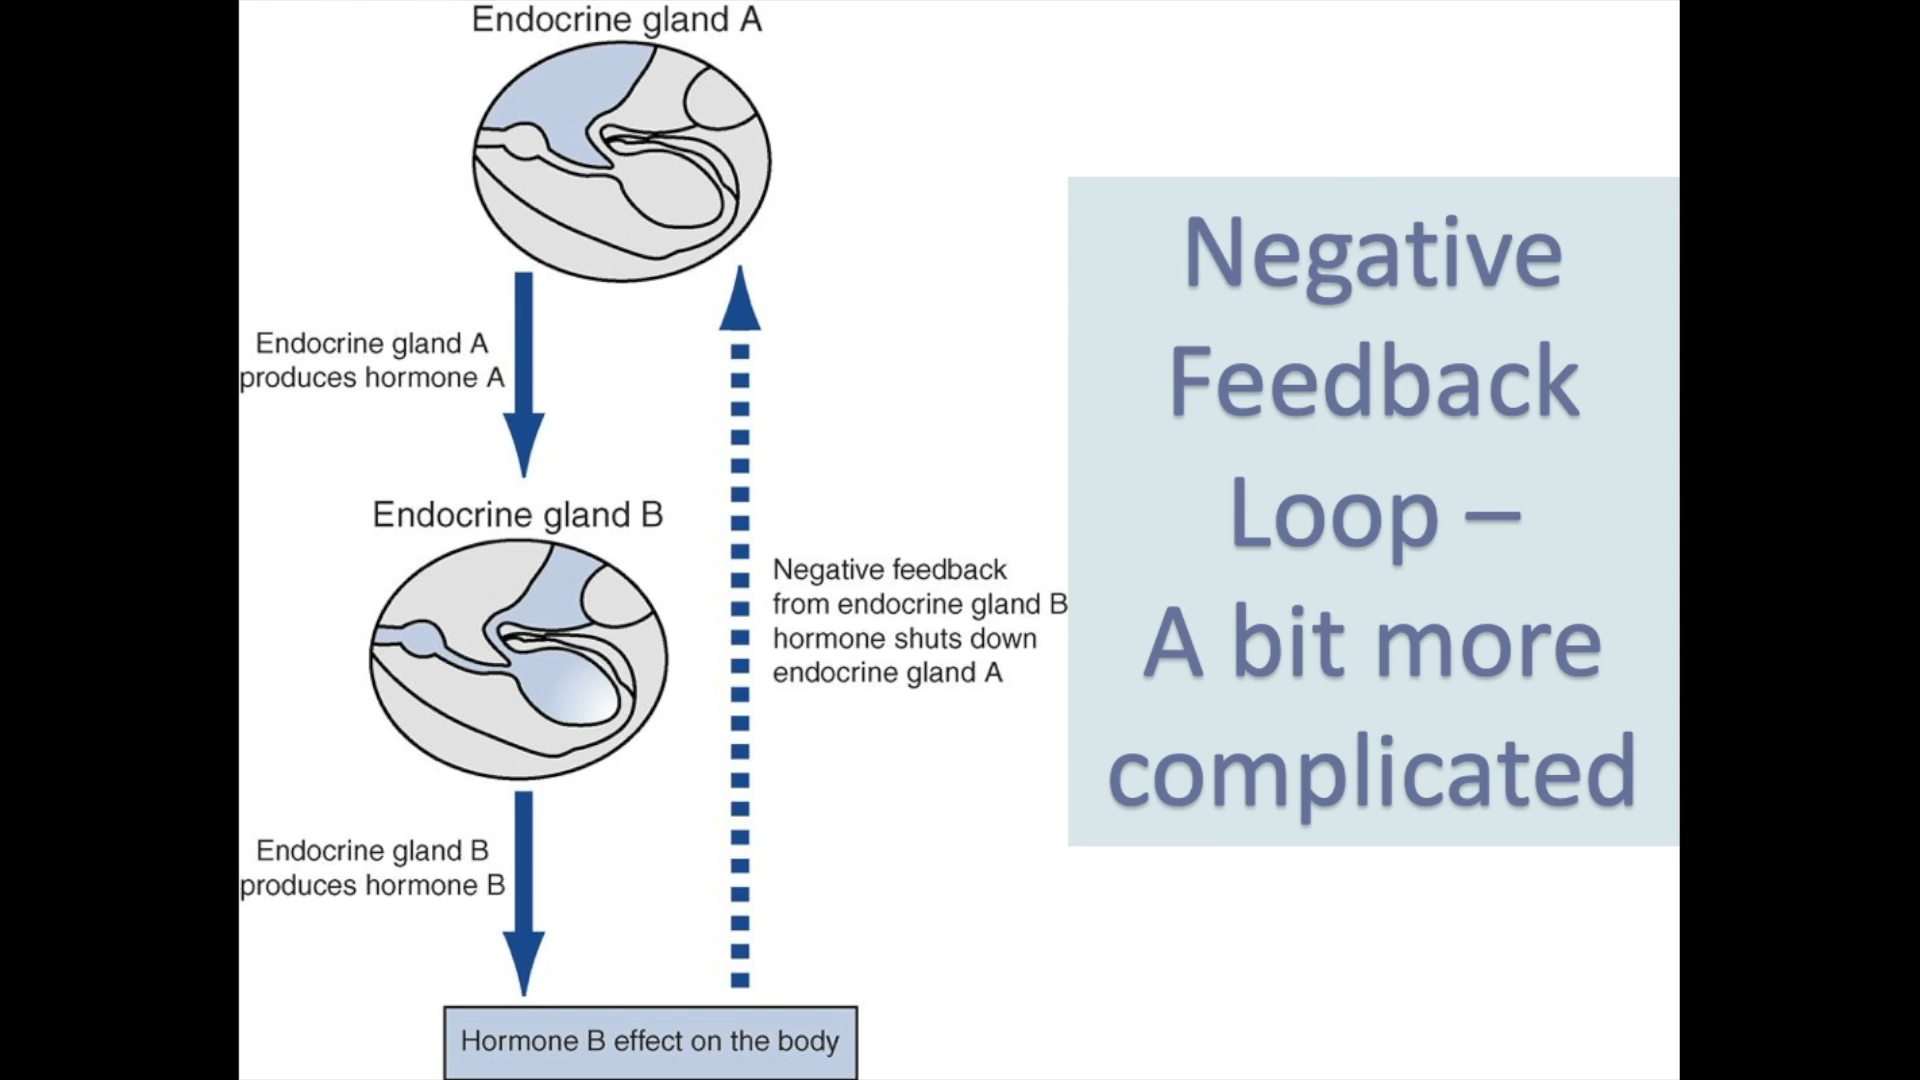 Endocrine gland A
Endocrine gland A
produces hormone A
Endocrine gland B
Negative feedback
from endocrine gland B
hormone shuts down
endocrine gland A
Endocrine gland B
produces hormone B
Hormone B effect on the body
Negative
Feedback
Loop –
A bit more
complicated